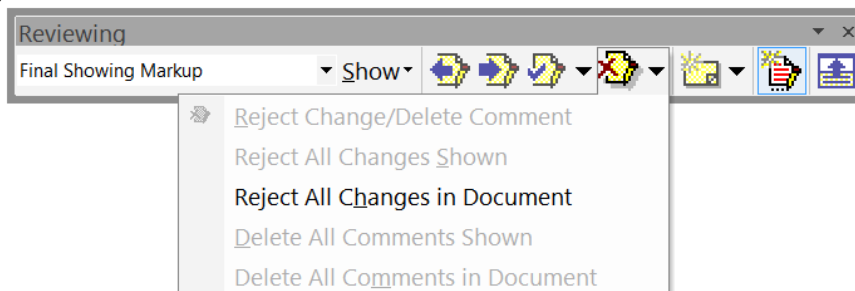 Reviewing
Final Showing Markup Show
Reject Change/Delete Comment
Reject All Changes Shown
Reject All Changes in Document
Delete All Comments Shown
Delete All Comments in Document